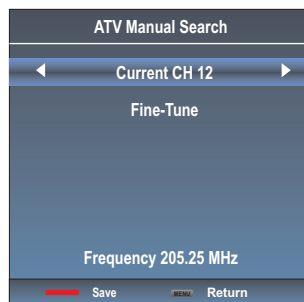 ATV Manual Search
Current CH 12
Fine-Tune
Frequency 205.25 MHz
Save MENU Return